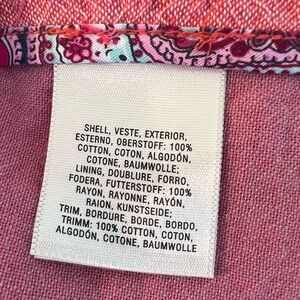 SHELL, VESTE, EXTERIOR,
ESTERNO, OBERSTOFF: 100%
COTTON, COTON, ALGODÓN,
COTONE, BAUMWOLLE;
LINING, DOUBLURE, FORRO,
FODERA, FUTTERSTOFF: 100%
RAYON, RAYONNE, RAYÓN,
RAION, KUNSTSEIDE;
TRIM, BORDURE, BORDE, BORDO,
TRIMM: 100% COTTON, COTON,
ALGODÓN, COTONE, BAUMWOLLE